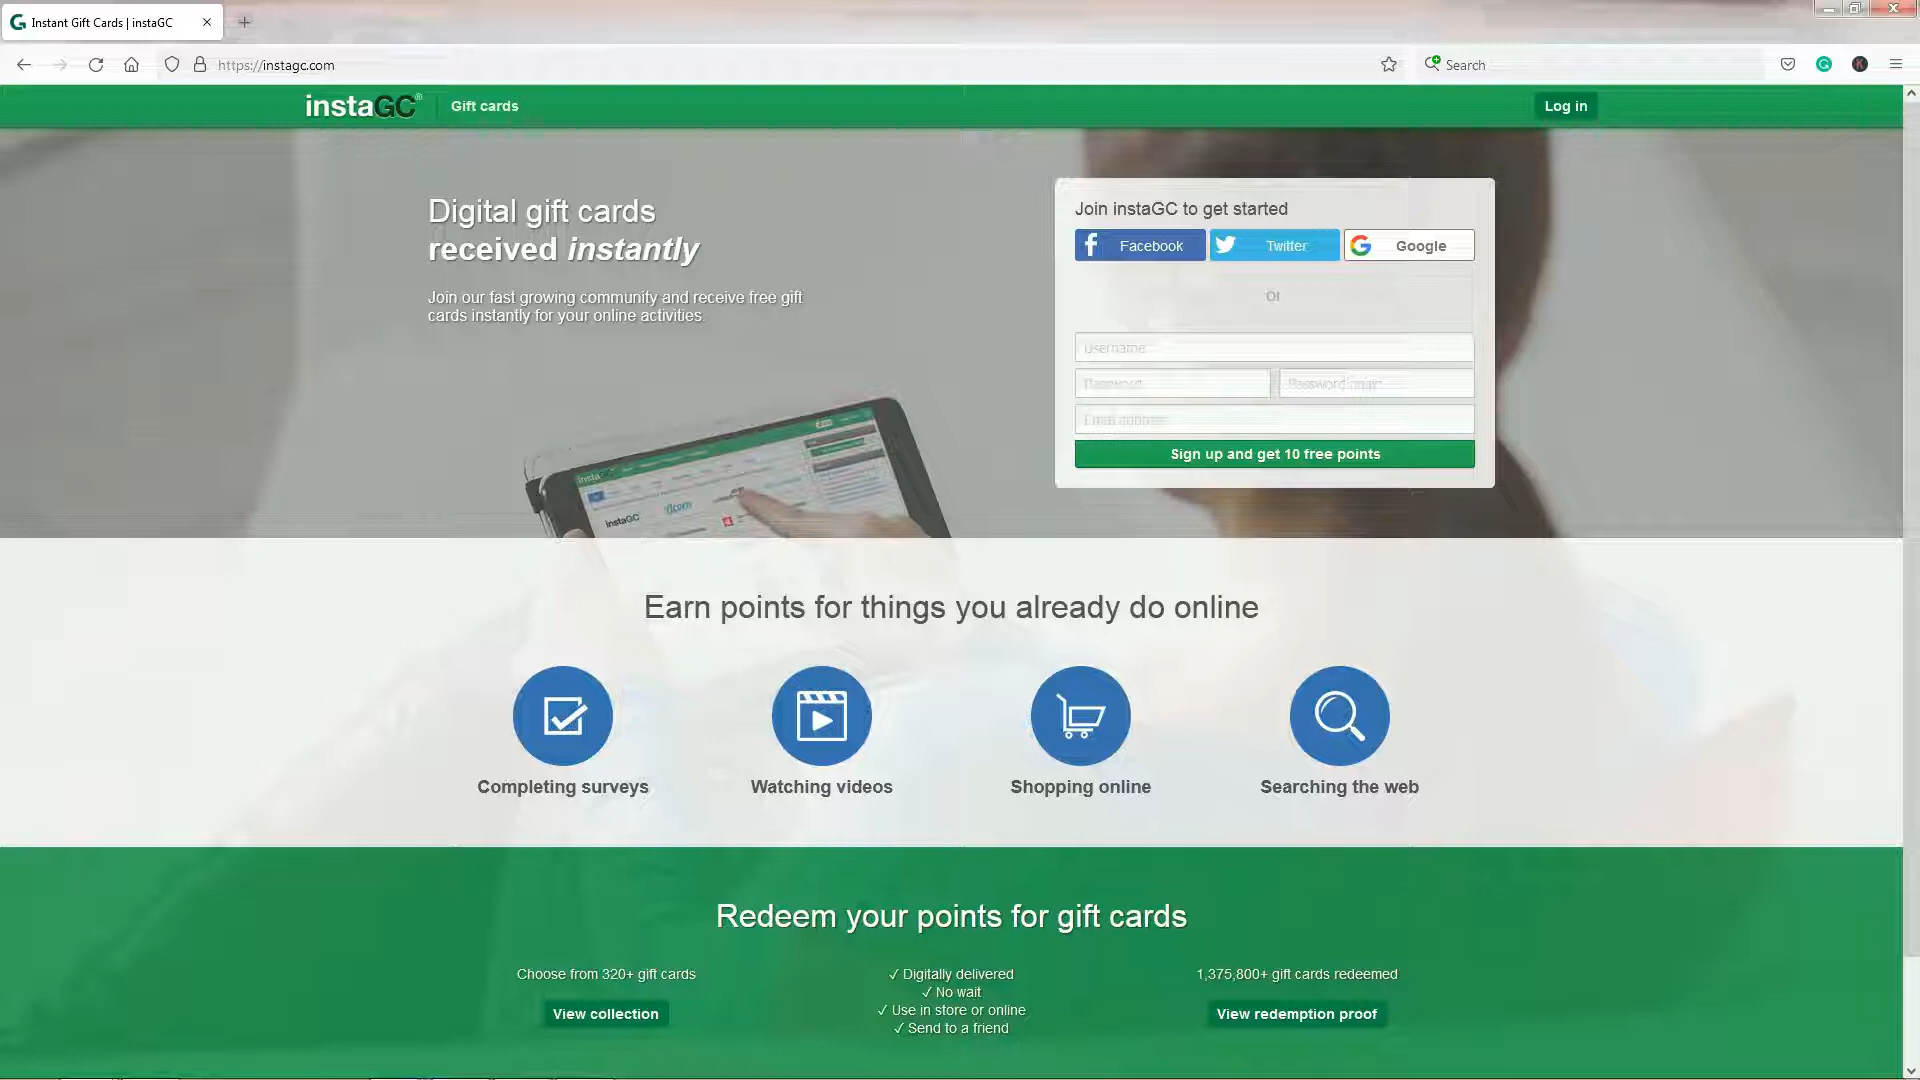 Instant Gift Cards | instaGC
https://instagc.com
Search
instaGC®
Gift cards
Log in
Digital gift cards
received instantly
Join our fast growing community and receive free gift
cards instantly for your online activities.
Join instaGC to get started
Facebook
Twitter
Google
or
Username
Password
Password again
Email address
Sign up and get 10 free points
instaGC
Earn points for things you already do online
Completing surveys
Watching videos
Shopping online
Searching the web
Redeem your points for gift cards
Choose from 320+ gift cards
View collection
✓ Digitally delivered
✓ No wait
✓ Use in store or online
✓ Send to a friend
1,375,800+ gift cards redeemed
View redemption proof